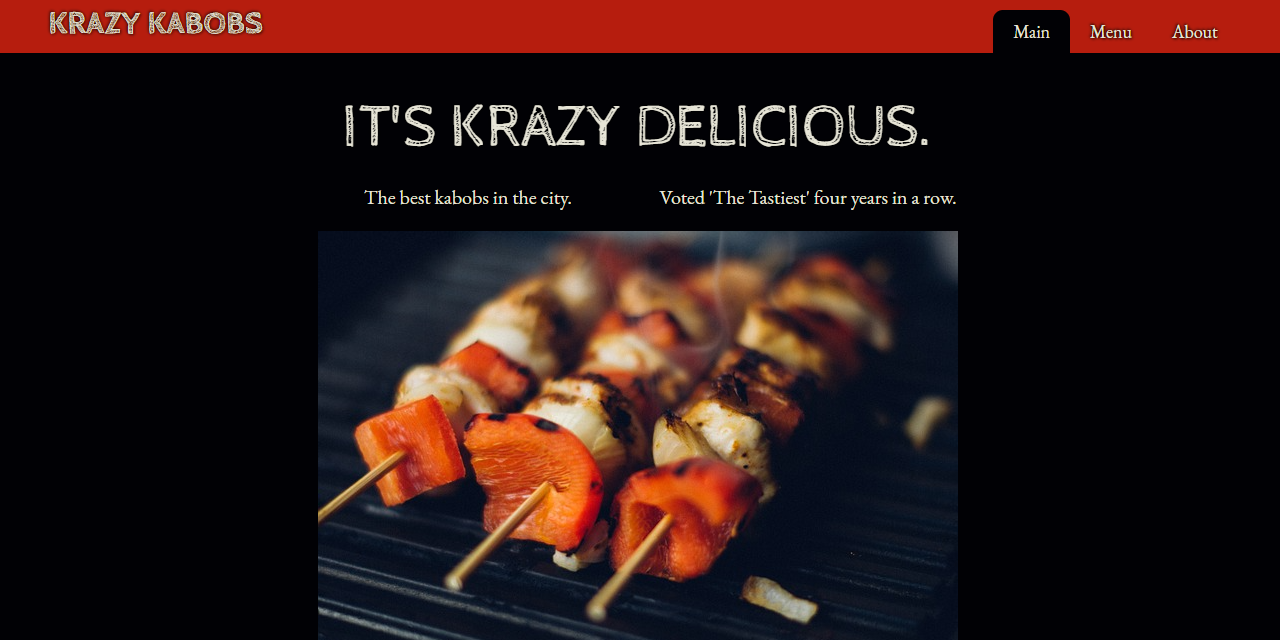 KRAZY KABOBS
Main Menu About
IT'S KRAZY DELICIOUS.
The best kabobs in the city.
Voted 'The Tastiest' four years in a row.